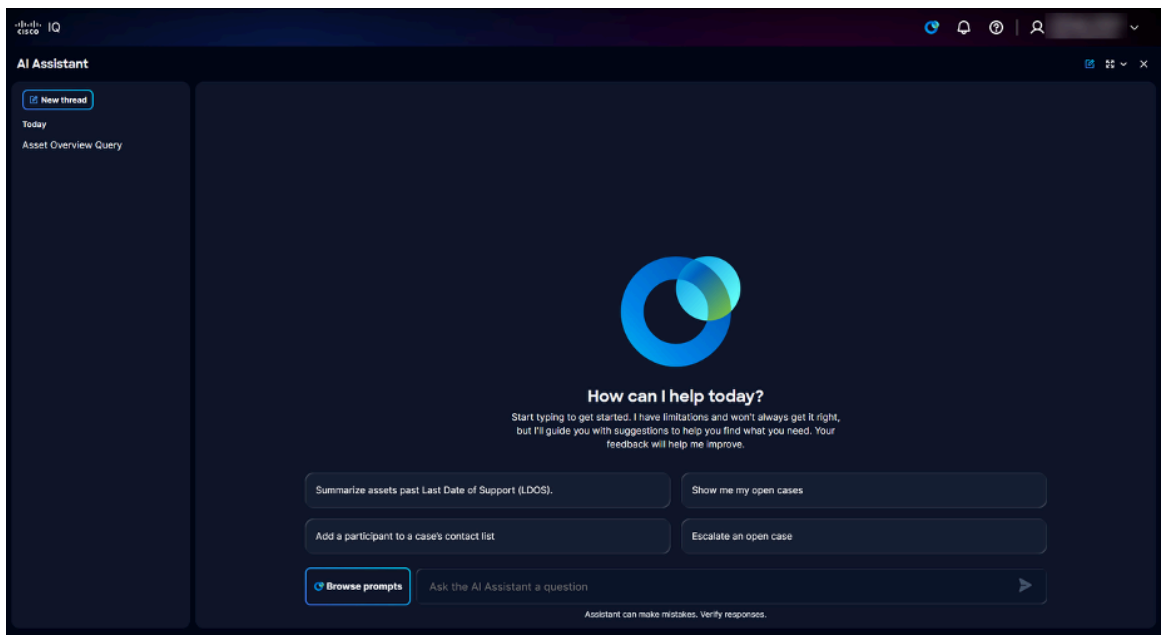 cisco IQ
AI Assistant
New thread
Today
Asset Overview Query
How can I help today?
Start typing to get started. I have limitations and won't always get it right,
but I'll guide you with suggestions to help you find what you need. Your
feedback will help me improve.
Summarize assets past Last Date of Support (LDOS).
Show me my open cases
Add a participant to a case's contact list
Escalate an open case
Browse prompts
Ask the AI Assistant a question
Assistant can make mistakes. Verify responses.